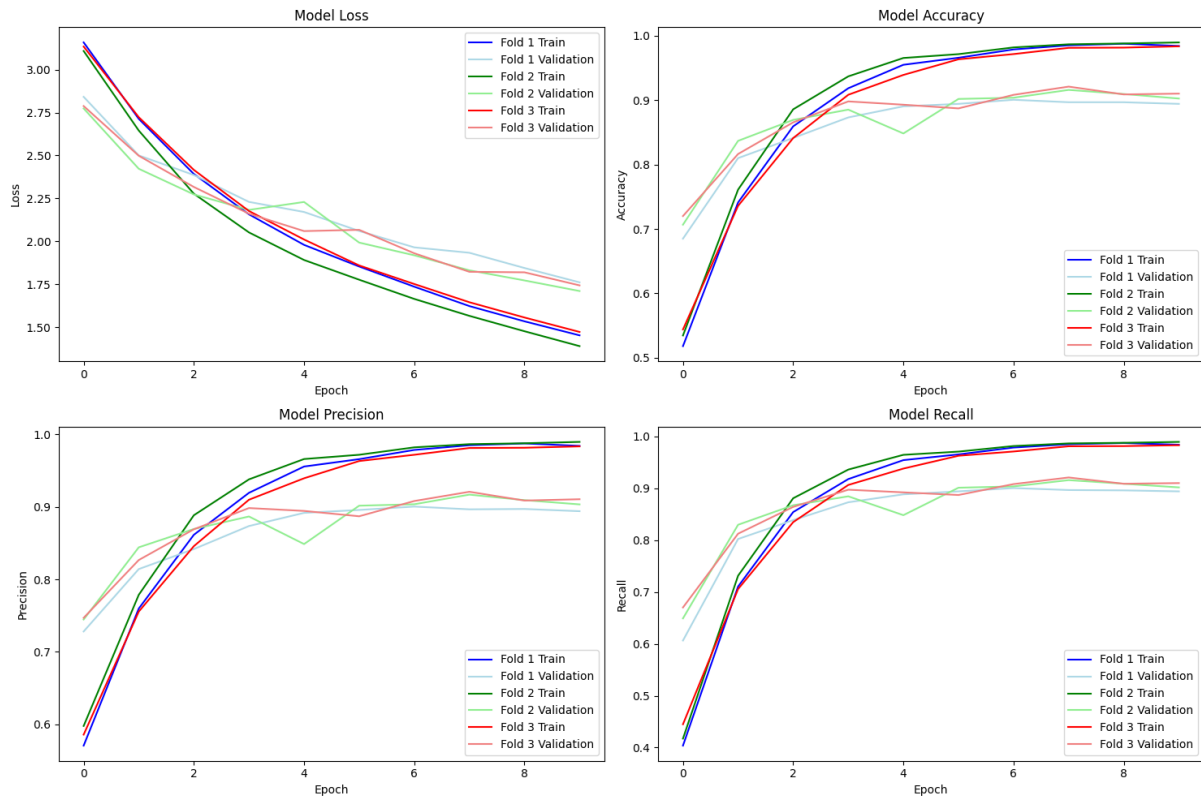 Model Loss
3.00
2.75
2.50
2.25
2.00
1.75
1.50
Loss
0 2 4 6 8
Epoch
Fold 1 Train
Fold 1 Validation
Fold 2 Train
Fold 2 Validation
Fold 3 Train
Fold 3 Validation
Model Accuracy
1.0
0.9
0.8
0.7
0.6
0.5
Accuracy
0 2 4 6 8
Epoch
Fold 1 Train
Fold 1 Validation
Fold 2 Train
Fold 2 Validation
Fold 3 Train
Fold 3 Validation
Model Precision
1.0
0.9
0.8
0.7
0.6
Precision
0 2 4 6 8
Epoch
Fold 1 Train
Fold 1 Validation
Fold 2 Train
Fold 2 Validation
Fold 3 Train
Fold 3 Validation
Model Recall
1.0
0.9
0.8
0.7
0.6
0.5
0.4
Recall
0 2 4 6 8
Epoch
Fold 1 Train
Fold 1 Validation
Fold 2 Train
Fold 2 Validation
Fold 3 Train
Fold 3 Validation